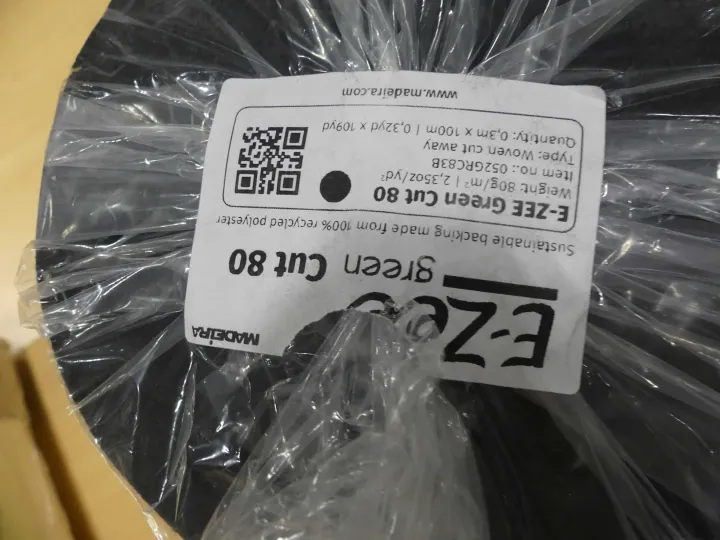 MADEIRA
E-Zee
green Cut 80
Sustainable backing made from 100% recycled polyester
E-ZEE Green Cut 80
Weight: 80g/m² | 2,35oz/yd²
Item no.: 052GRC83B
Type: Woven cut away
Quantity: 0,3m x 100m | 0,32yd x 109yd
www.madeira.com